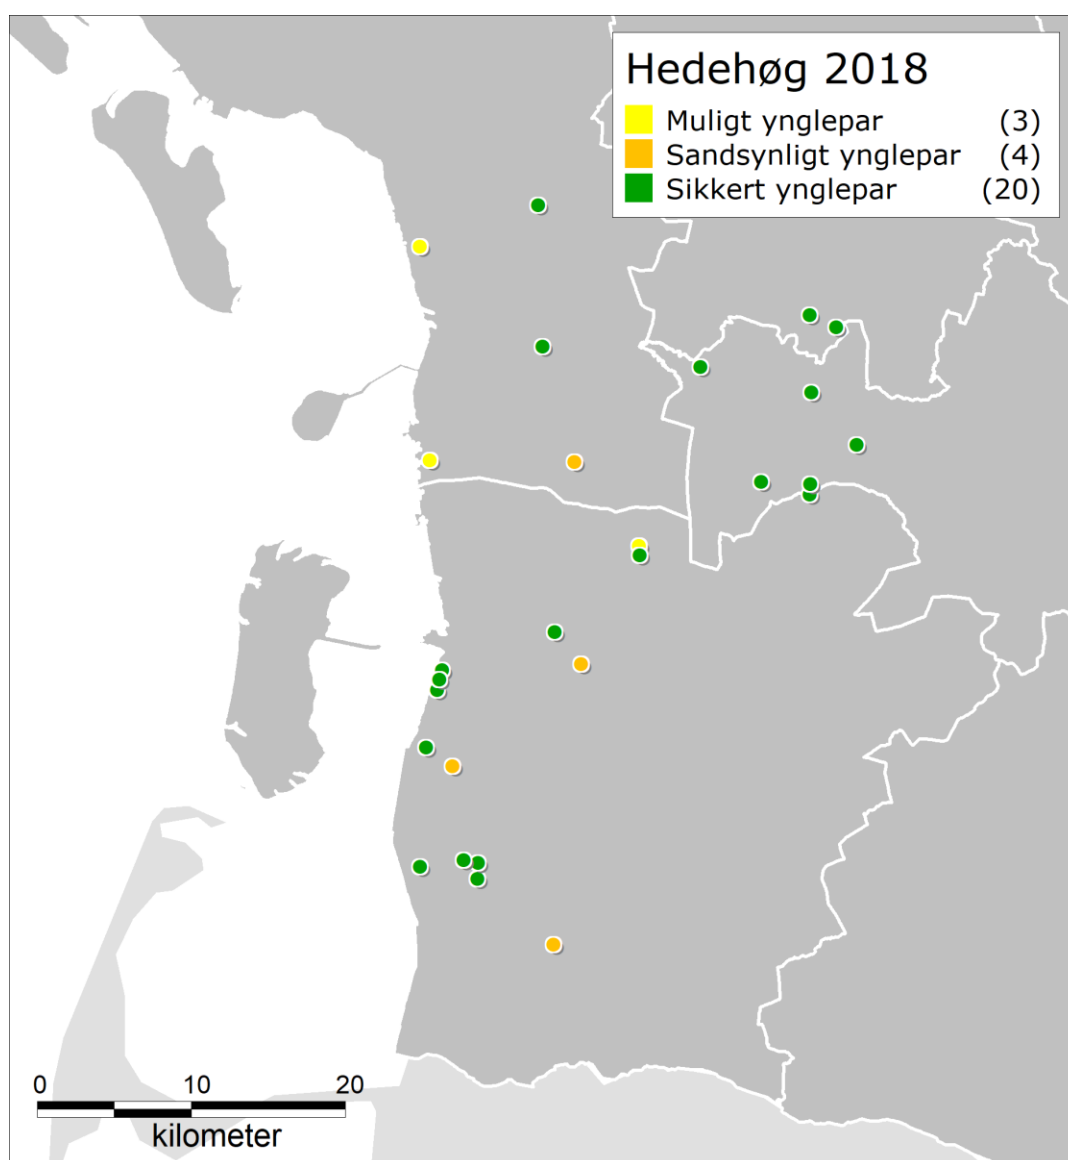 Hedehøg 2018
Muligt ynglepar (3)
Sandsynligt ynglepar (4)
Sikkert ynglepar (20)
0 10 20
kilometer